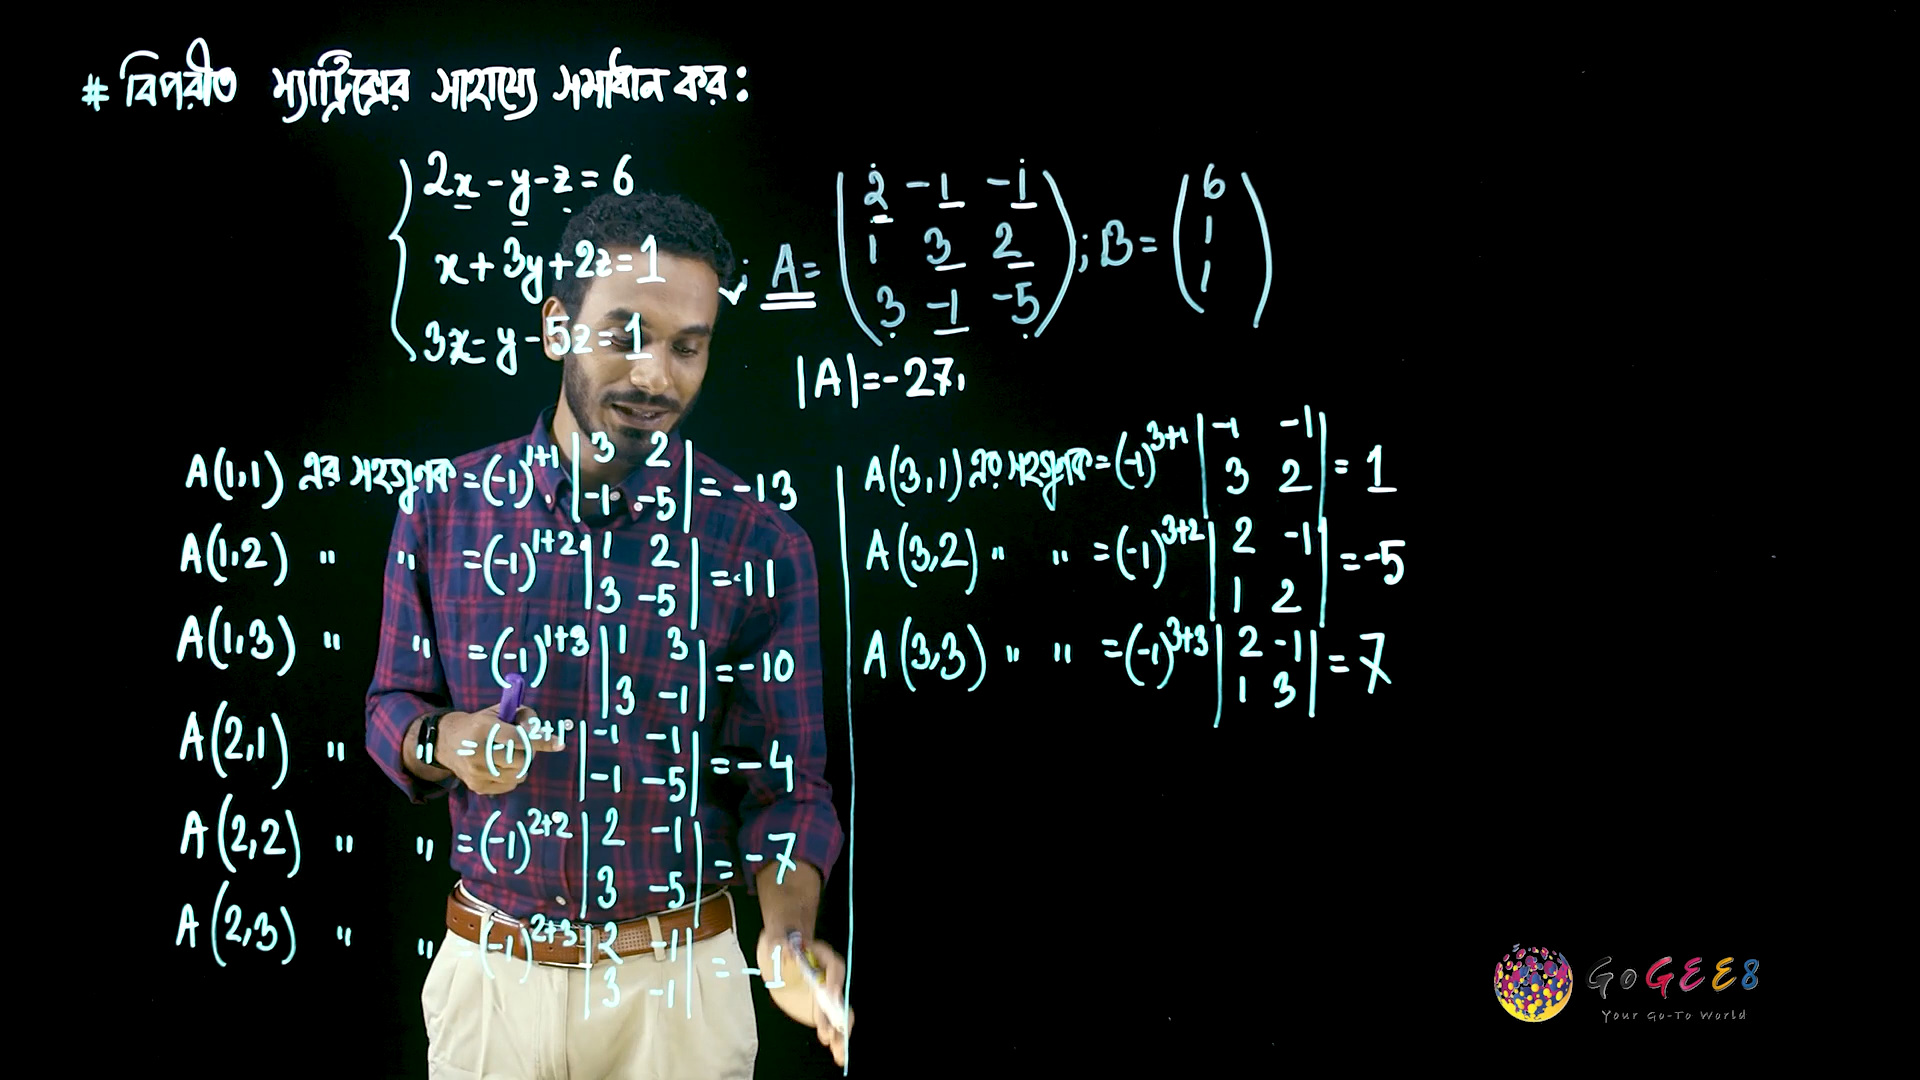 # বিপরীত ম্যাট্রিক্সের সাহায্যে সমাধান কর:
2x - y - z = 6
x + 3y + 2z = 1
3x - y - 5z = 1
; A =
2 -1 -1
1 3 2
3 -1 -5
; B =
6
1
1
|A| = -27,
A(1,1) এর সহগুণক = (-1)^1+1 |3 2
-1 -5| = -13
A(1,2) " " = (-1)^1+2 |1 2
3 -5| = 11
A(1,3) " " = (-1)^1+3 |1 3
3 -1| = -10
A(2,1) " " = (-1)^2+1 |-1 -1
-1 -5| = -4
A(2,2) " " = (-1)^2+2 |2 -1
3 -5| = -7
A(2,3) " " = (-1)^2+3 |2 -1
3 -1| = -1
A(3,1) এর সহগুণক = (-1)^3+1 |-1 -1
3 2| = 1
A(3,2) " " = (-1)^3+2 |2 -1
1 2| = -5
A(3,3) " " = (-1)^3+3 |2 -1
1 3| = 7
GoGEE8
Your Go-To World